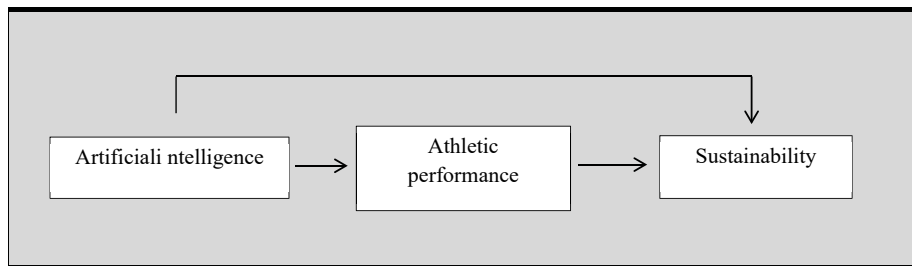 Artificiali ntelligence
Athletic
performance
Sustainability